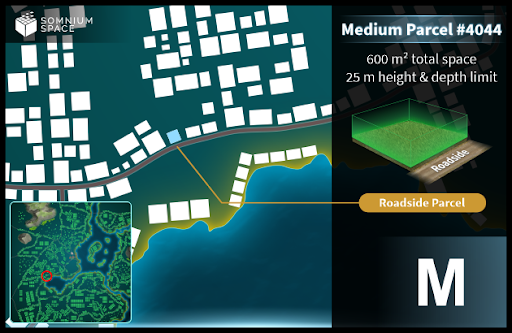 SOMNIUM
SPACE
Medium Parcel #4044
600 m² total space
25 m height & depth limit
Roadside
Roadside Parcel
M